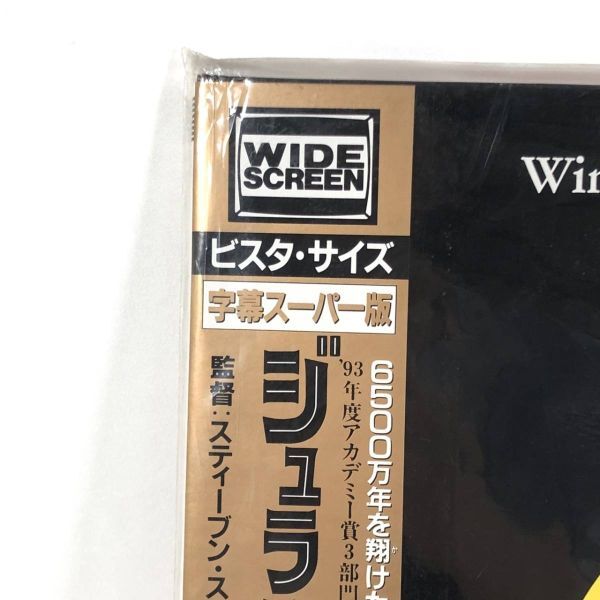 WIDE
SCREEN
ビスタ・サイズ
字幕スーパー版
6500万年を翔けた
か
'93年度アカデミー賞3部門
ジュラ
監督:スティーブン・ス
Win